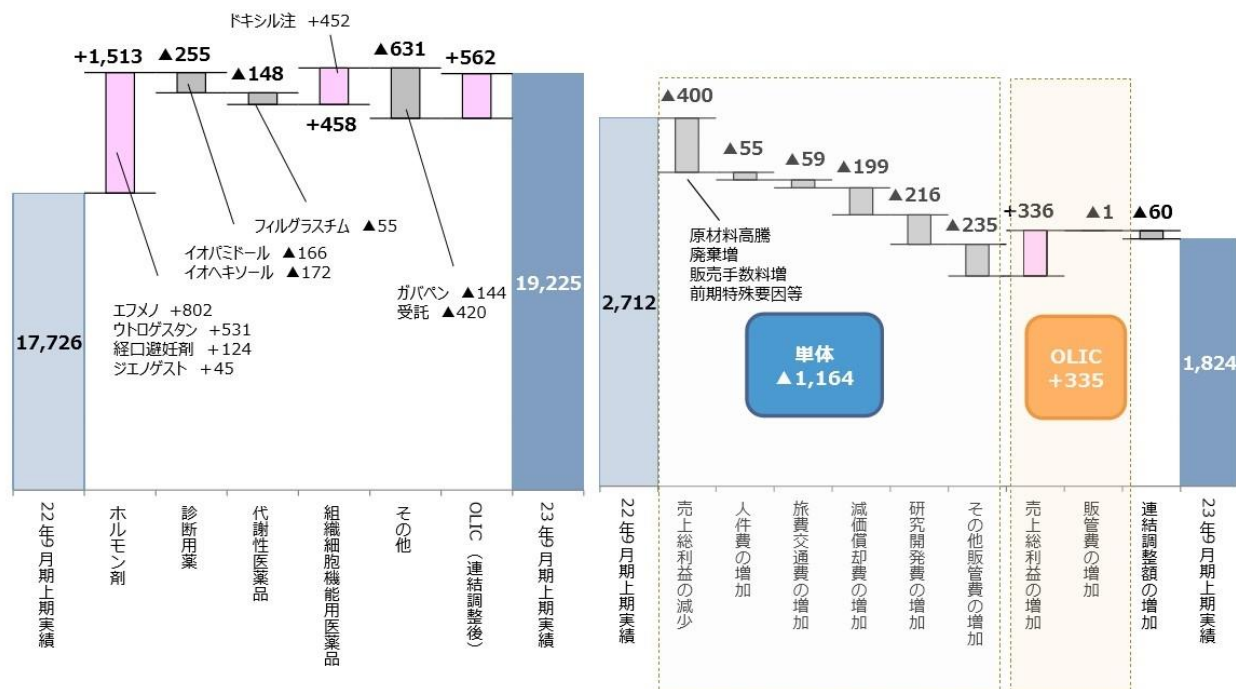 ドキシル注 +452
+1,513
▲255
▲148
+458
▲631
+562
フィルグラスチム ▲55
イオパミドール ▲166
イオヘキソール ▲172
エフメノ +802
ウトロゲスタン +531
経口避妊剤 +124
ジエノゲスト +45
ガバペン ▲144
受託 ▲420
17,726
19,225
22年9月期上期実績
ホルモン剤
診断用薬
代謝性医薬品
組織細胞機能用医薬品
その他
OLIC(連結調整後)
23年9月期上期実績
▲400
▲55
▲59
▲199
▲216
▲235
+336
▲1
▲60
原材料高騰
廃棄増
販売手数料増
前期特殊要因等
2,712
単体
▲1,164
OLIC
+335
1,824
22年9月期上期実績
売上総利益の減少
人件費の増加
旅費交通費の増加
減価償却費の増加
研究開発費の増加
その他販管費の増加
売上総利益の増加
販管費の増加
連結調整額の増加
23年9月期上期実績